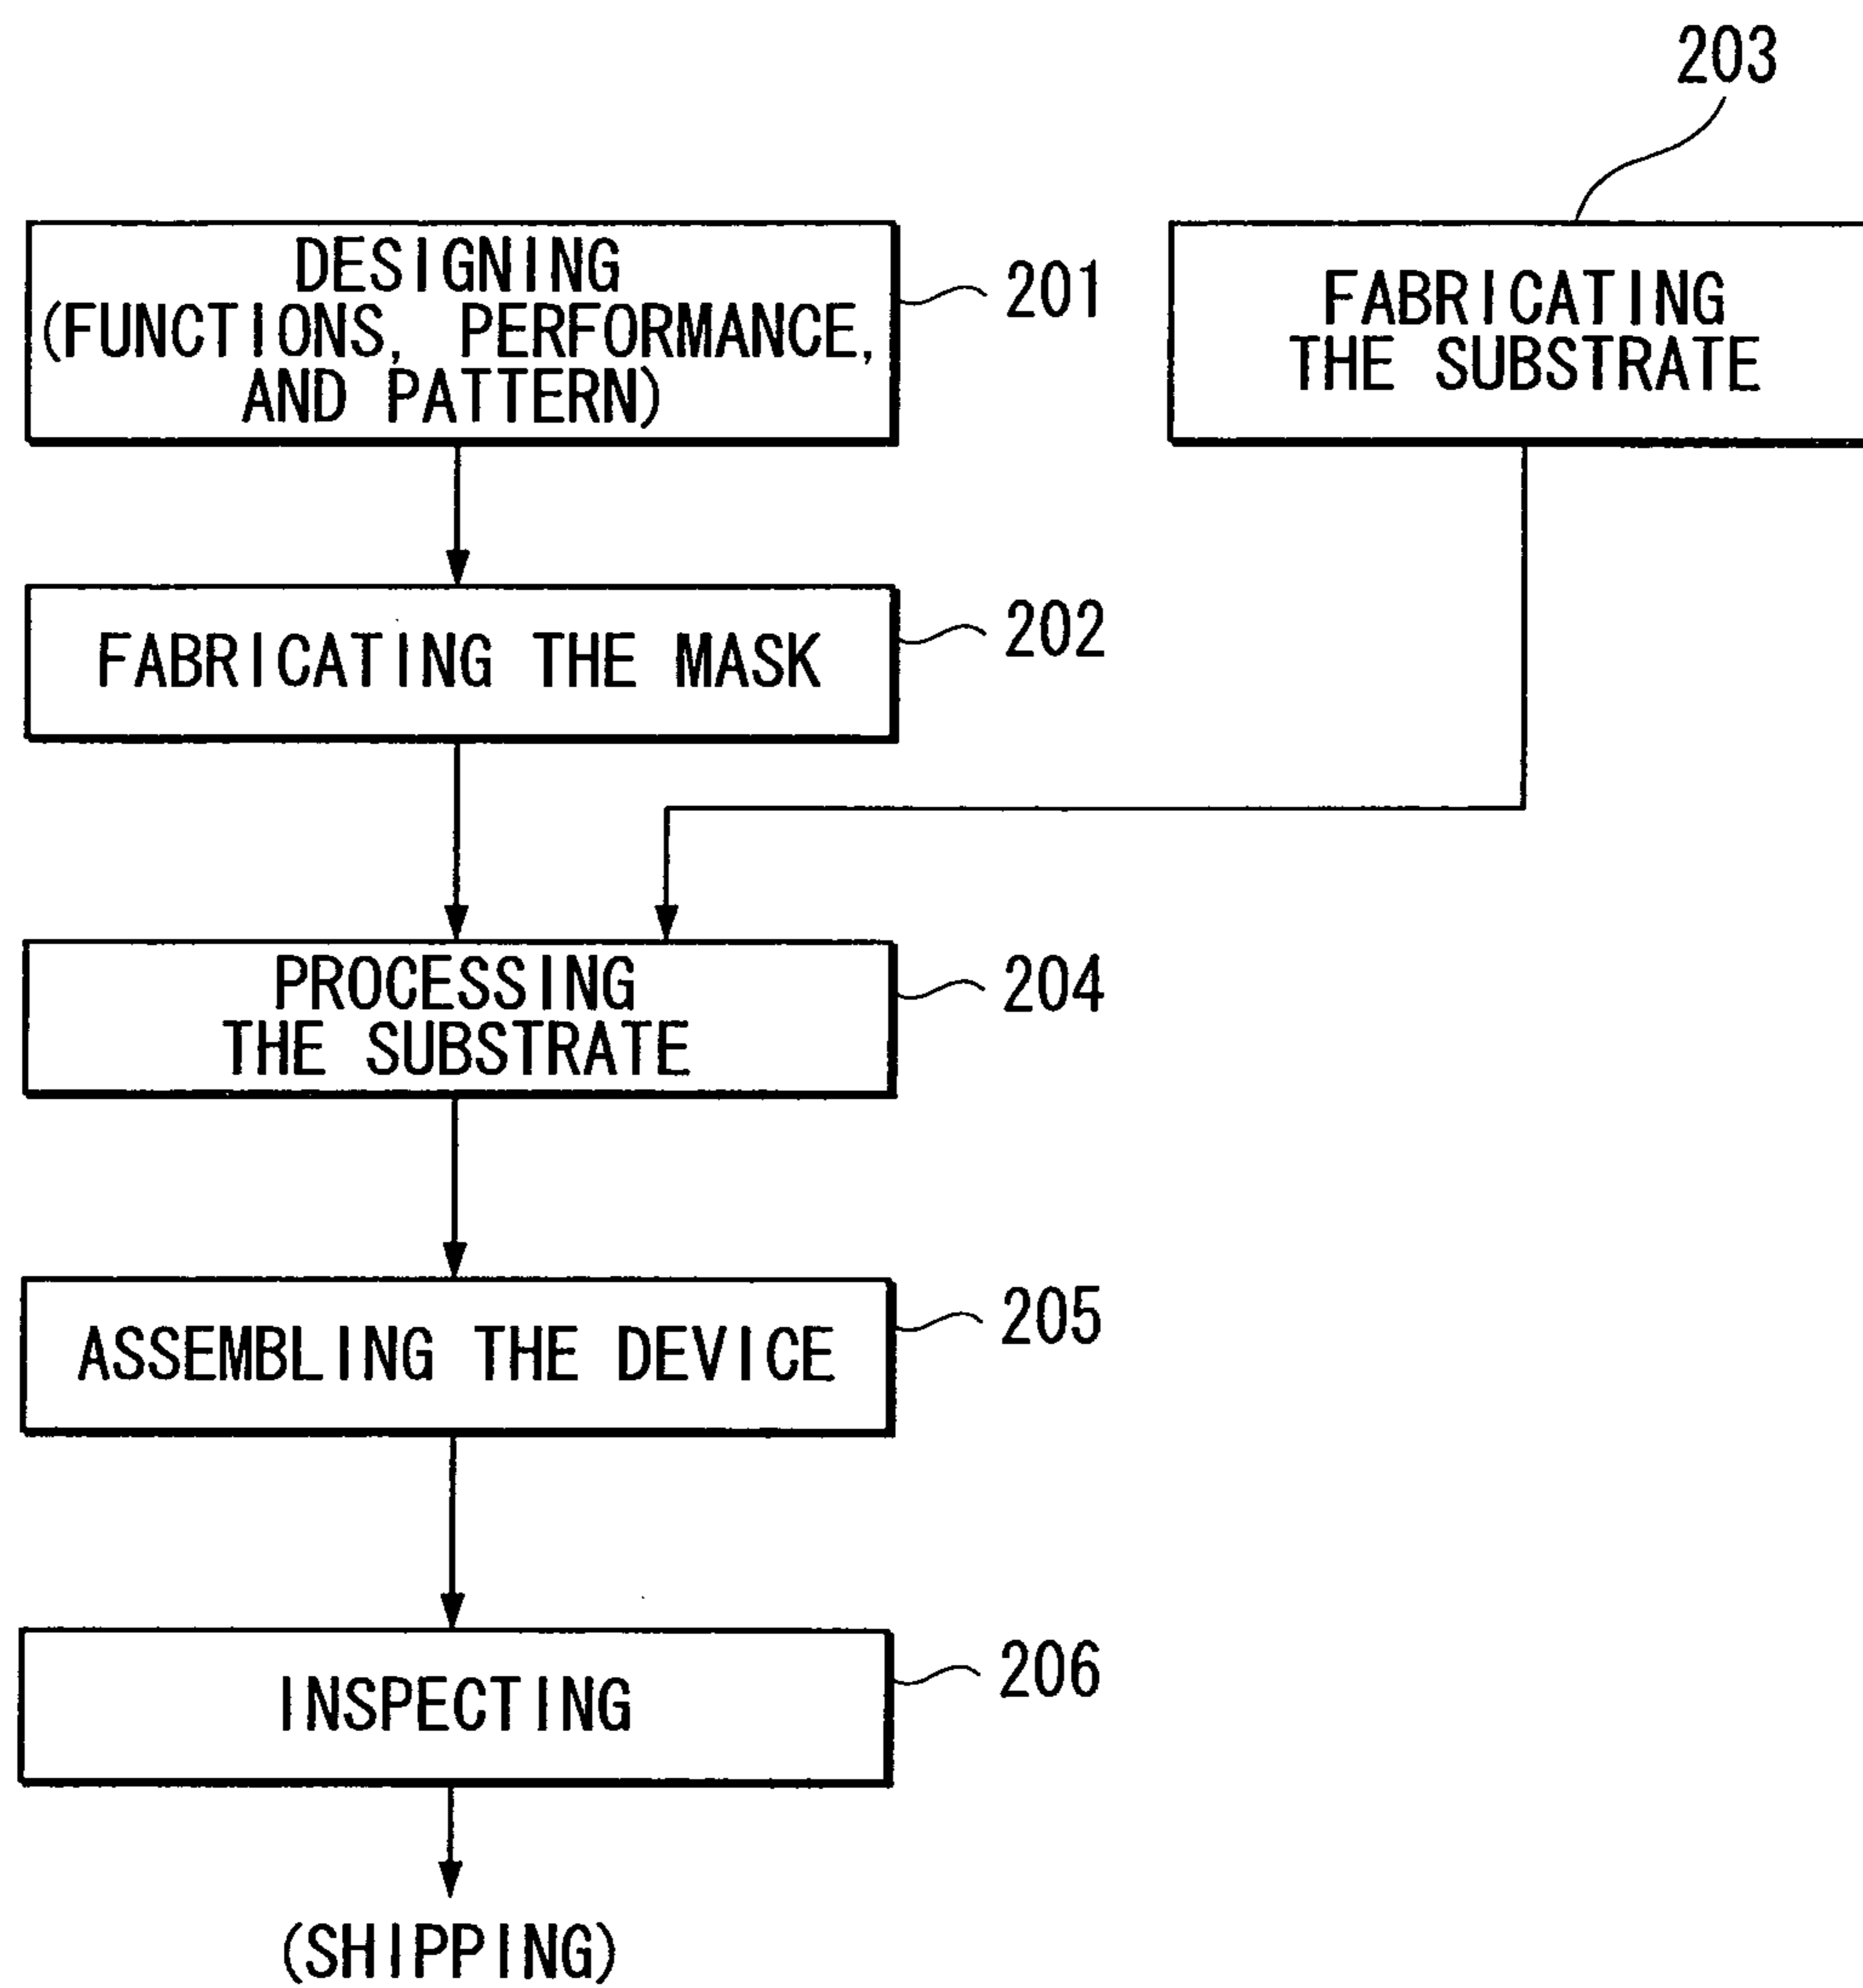 203
DESIGNING
(FUNCTIONS, PERFORMANCE,
AND PATTERN)
201
FABRICATING
THE SUBSTRATE
FABRICATING THE MASK
202
PROCESSING
THE SUBSTRATE
204
ASSEMBLING THE DEVICE
205
INSPECTING
206
(SHIPPING)